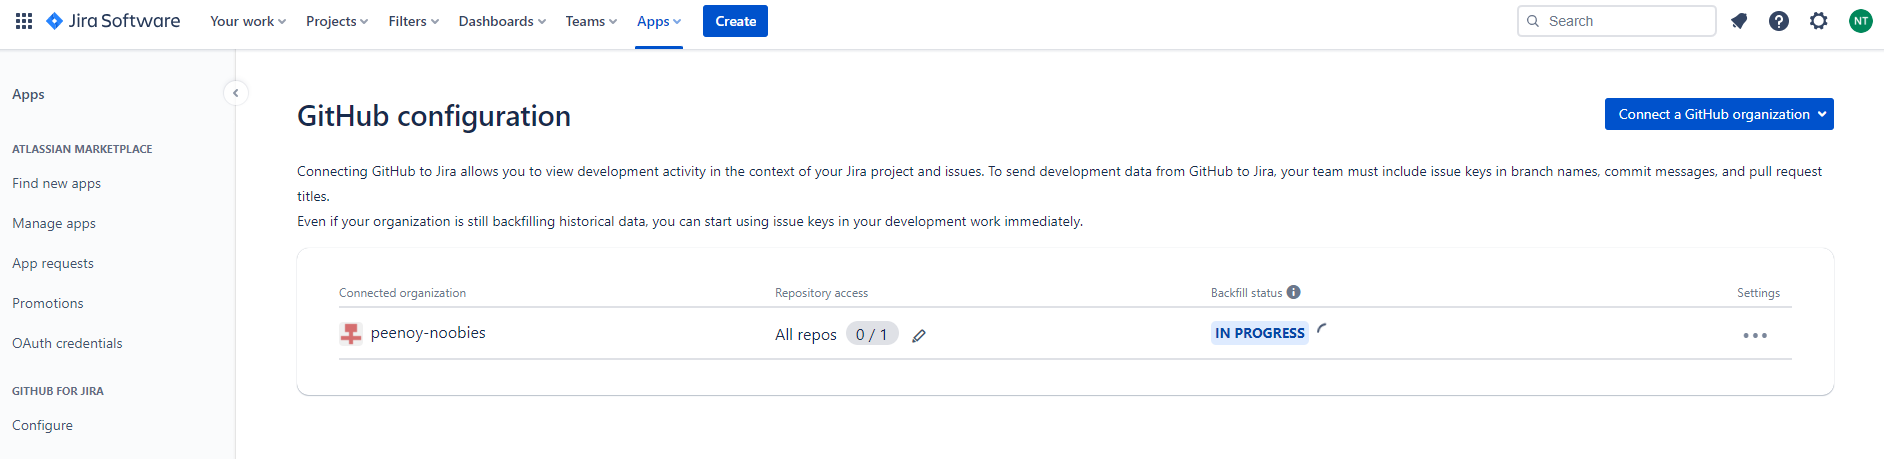 Jira Software Your work Projects Filters Dashboards Teams Apps Create Search NT
Apps
ATLASSIAN MARKETPLACE
Find new apps
Manage apps
App requests
Promotions
OAuth credentials
GITHUB FOR JIRA
Configure
GitHub configuration
Connect a GitHub organization
Connecting GitHub to Jira allows you to view development activity in the context of your Jira project and issues. To send development data from GitHub to Jira, your team must include issue keys in branch names, commit messages, and pull request
titles.
Even if your organization is still backfilling historical data, you can start using issue keys in your development work immediately.
Connected organization Repository access Backfill status Settings
peenoy-noobies All repos 0 / 1 IN PROGRESS